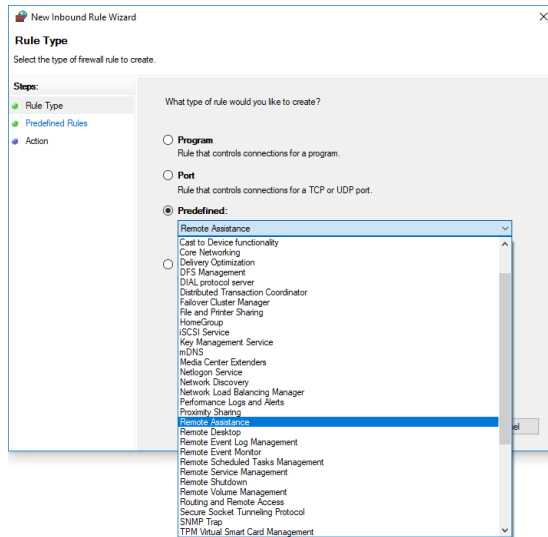 New Inbound Rule Wizard
Rule Type
Select the type of firewall rule to create.
Steps:
Rule Type
Predefined Rules
Action
What type of rule would you like to create?
Program
Rule that controls connections for a program.
Port
Rule that controls connections for a TCP or UDP port.
Predefined:
Remote Assistance
Cast to Device functionality
Core Networking
Delivery Optimization
DFS Management
DIAL protocol server
Distributed Transaction Coordinator
Failover Cluster Manager
File and Printer Sharing
HomeGroup
iSCSI Service
Key Management Service
mDNS
Media Center Extenders
Netlogon Service
Network Discovery
Network Load Balancing Manager
Performance Logs and Alerts
Proximity Sharing
Remote Assistance
Remote Desktop
Remote Event Log Management
Remote Event Monitor
Remote Scheduled Tasks Management
Remote Service Management
Remote Shutdown
Remote Volume Management
Routing and Remote Access
Secure Socket Tunneling Protocol
SNMP Trap
TPM Virtual Smart Card Management